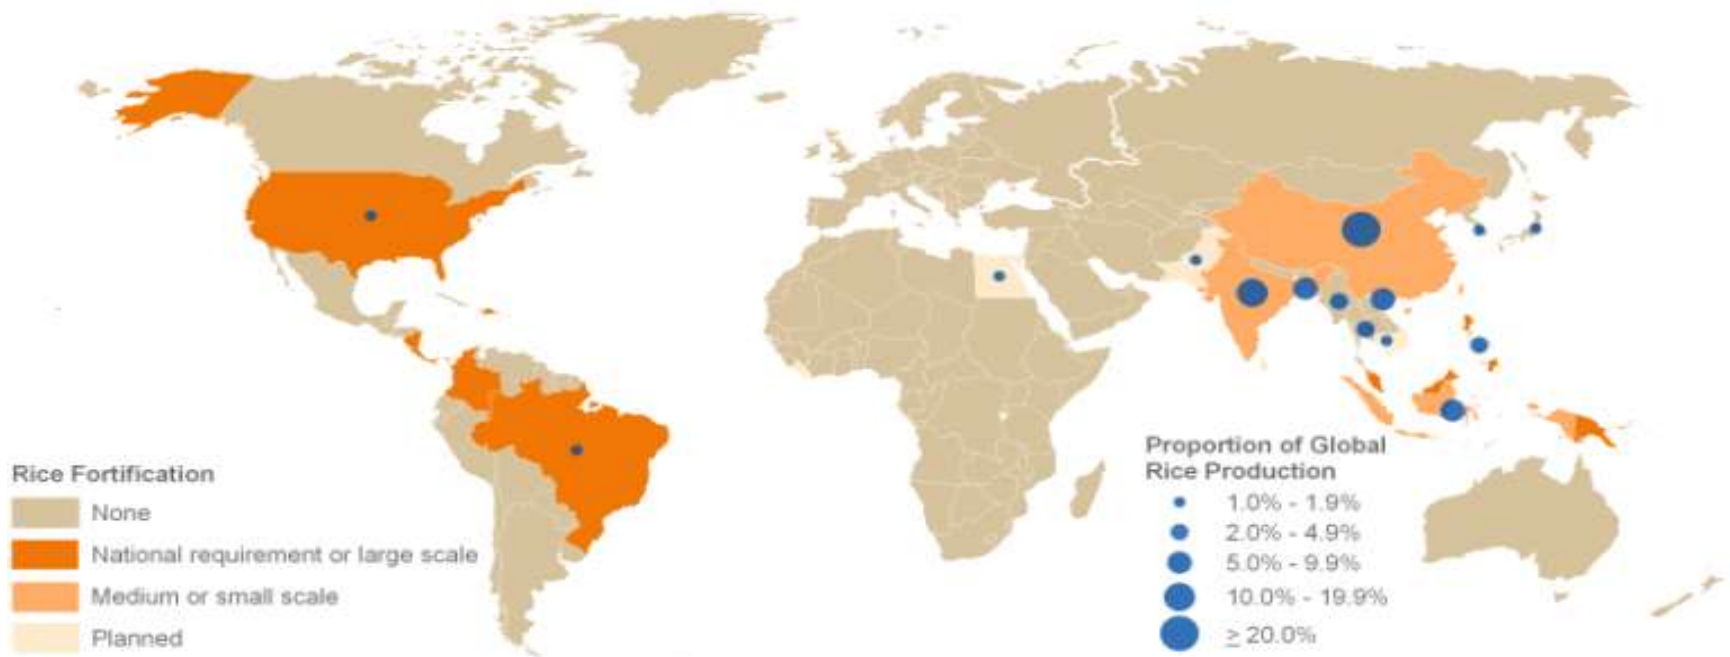 Rice Fortification
None
National requirement or large scale
Medium or small scale
Planned
Proportion of Global
Rice Production
1.0% - 1.9%
2.0% - 4.9%
5.0% - 9.9%
10.0% - 19.9%
≥ 20.0%